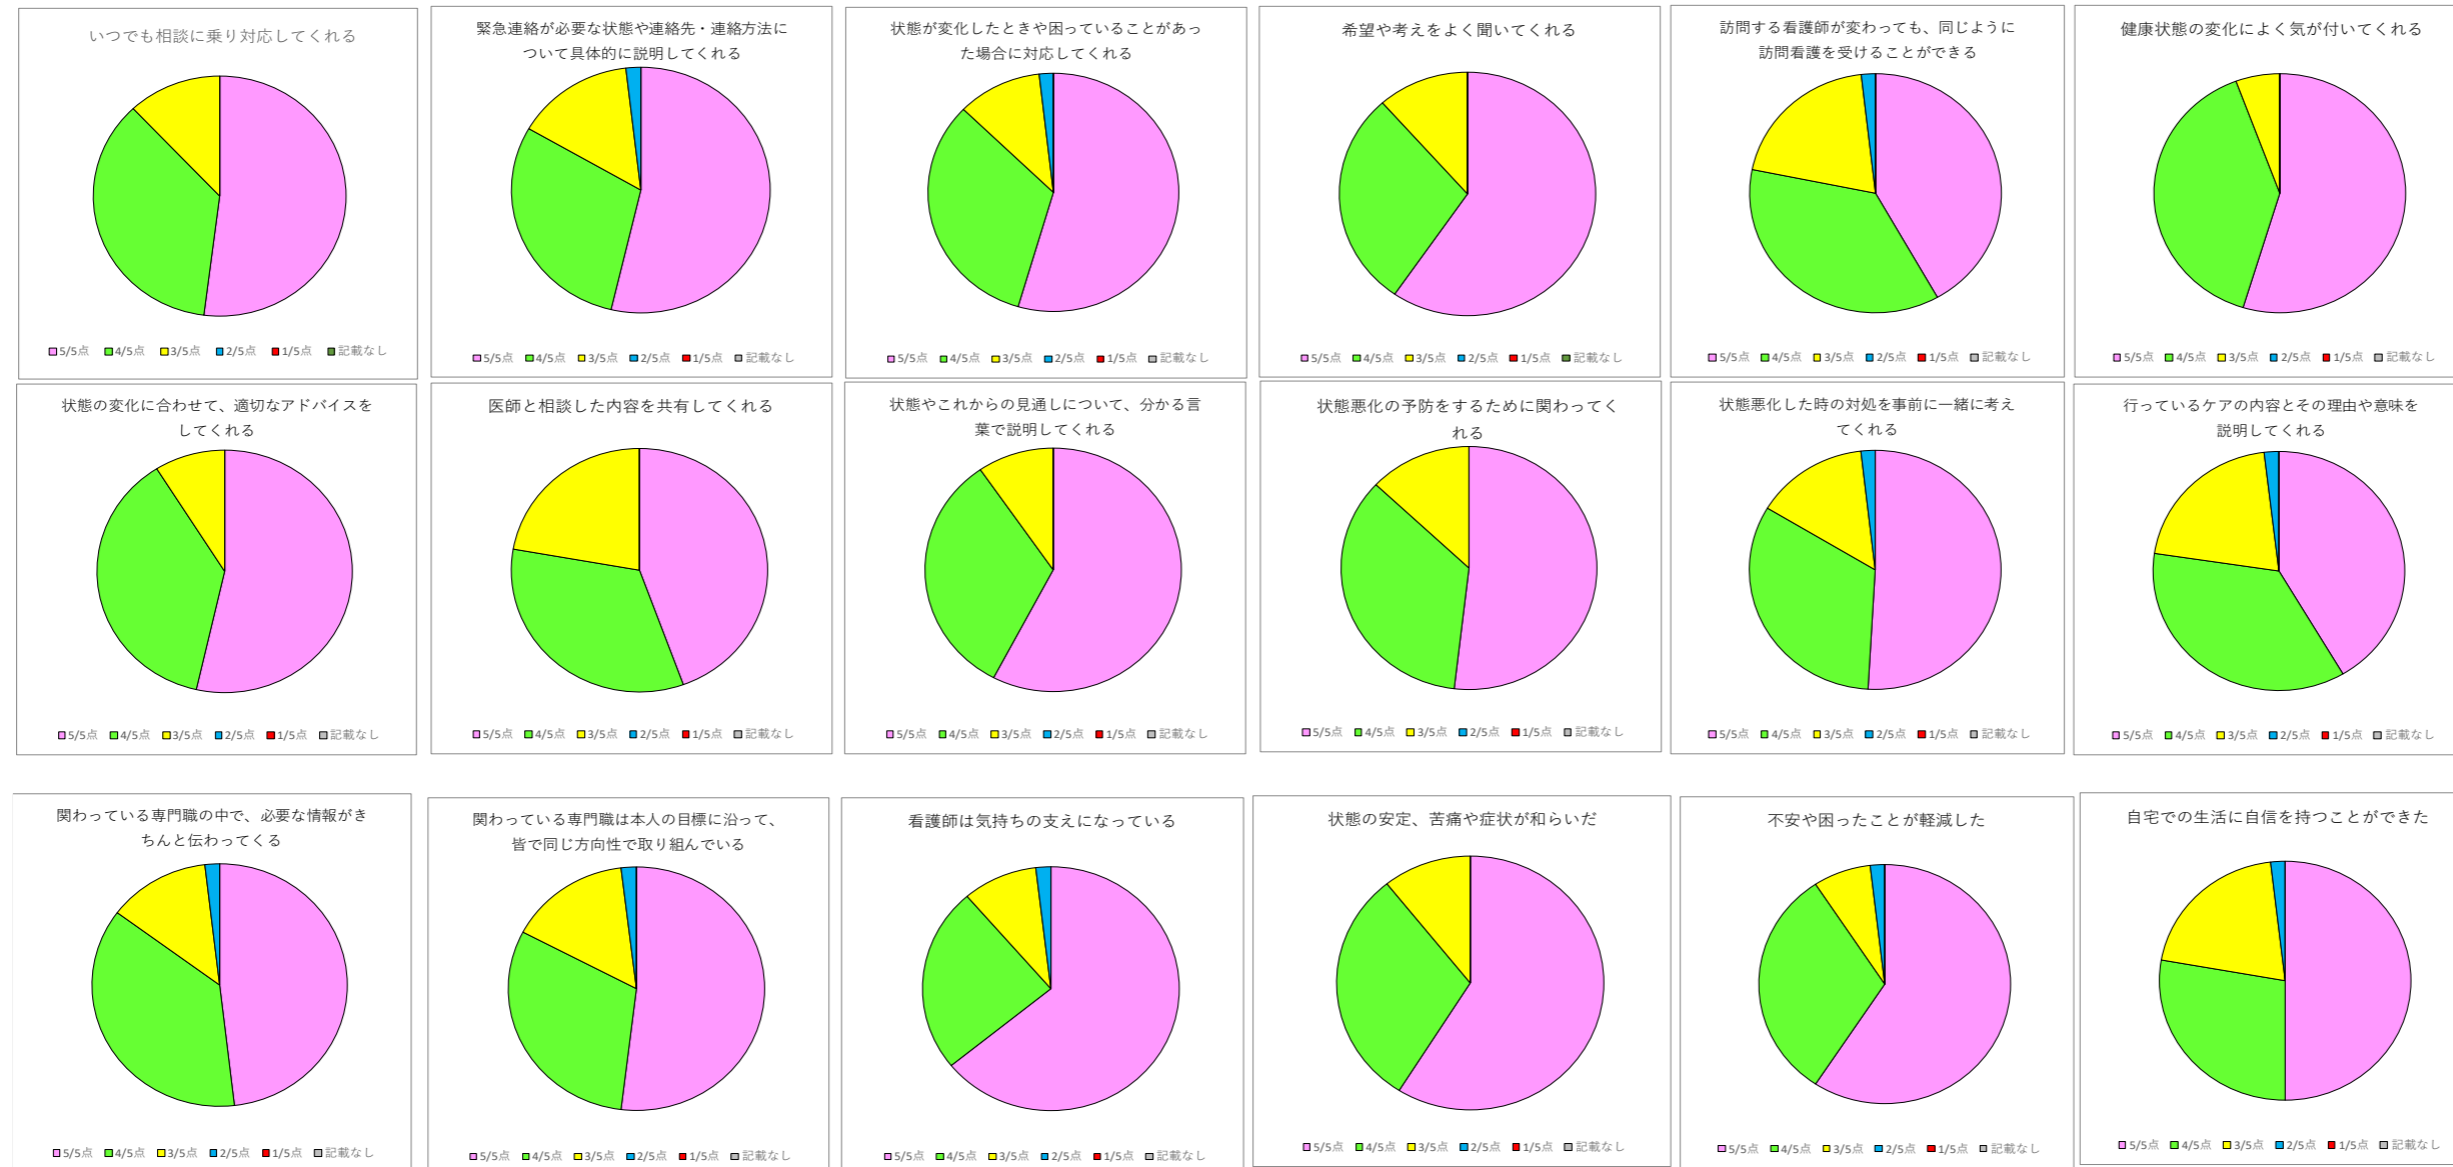 いつでも相談に乗り対応してくれる
5/5点 4/5点 3/5点 2/5点 1/5点 記載なし
緊急連絡が必要な状態や連絡先・連絡方法に
ついて具体的に説明してくれる
5/5点 4/5点 3/5点 2/5点 1/5点 記載なし
状態が変化したときや困っていることがあっ
た場合に対応してくれる
5/5点 4/5点 3/5点 2/5点 1/5点 記載なし
希望や考えをよく聞いてくれる
5/5点 4/5点 3/5点 2/5点 1/5点 記載なし
訪問する看護師が変わっても、同じように
訪問看護を受けることができる
5/5点 4/5点 3/5点 2/5点 1/5点 記載なし
健康状態の変化によく気が付いてくれる
5/5点 4/5点 3/5点 2/5点 1/5点 記載なし
状態の変化に合わせて、適切なアドバイスを
してくれる
5/5点 4/5点 3/5点 2/5点 1/5点 記載なし
医師と相談した内容を共有してくれる
5/5点 4/5点 3/5点 2/5点 1/5点 記載なし
状態やこれからの見通しについて、分かる言
葉で説明してくれる
5/5点 4/5点 3/5点 2/5点 1/5点 記載なし
状態悪化の予防をするために関わってく
れる
5/5点 4/5点 3/5点 2/5点 1/5点 記載なし
状態悪化した時の対処を事前に一緒に考え
てくれる
5/5点 4/5点 3/5点 2/5点 1/5点 記載なし
行っているケアの内容とその理由や意味を
説明してくれる
5/5点 4/5点 3/5点 2/5点 1/5点 記載なし
関わっている専門職の中で、必要な情報がき
ちんと伝わってくる
5/5点 4/5点 3/5点 2/5点 1/5点 記載なし
関わっている専門職は本人の目標に沿って、
皆で同じ方向性で取り組んでいる
5/5点 4/5点 3/5点 2/5点 1/5点 記載なし
看護師は気持ちの支えになっている
5/5点 4/5点 3/5点 2/5点 1/5点 記載なし
状態の安定、苦痛や症状が和らいだ
5/5点 4/5点 3/5点 2/5点 1/5点 記載なし
不安や困ったことが軽減した
5/5点 4/5点 3/5点 2/5点 1/5点 記載なし
自宅での生活に自信を持つことができた
5/5点 4/5点 3/5点 2/5点 1/5点 記載なし